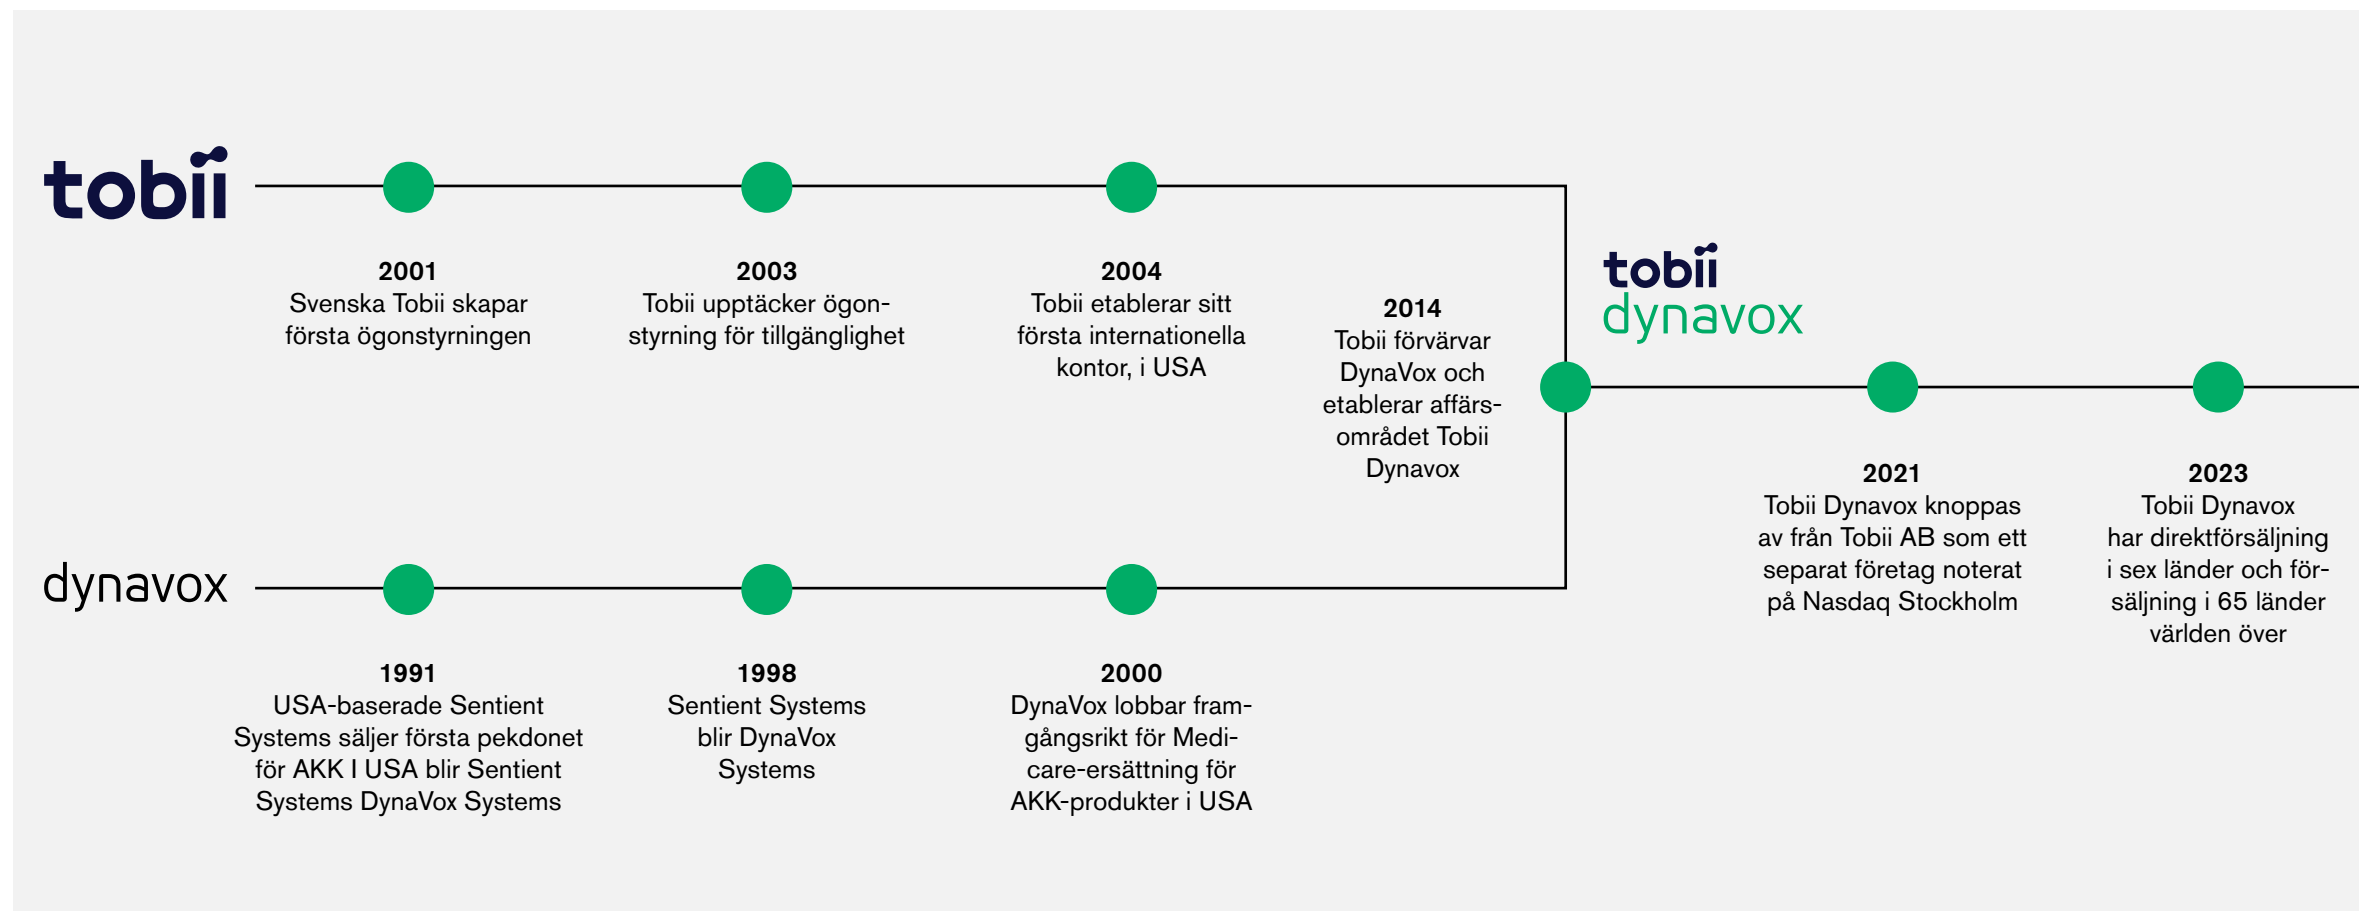 tobii
2001
Svenska Tobii skapar
första ögonstyrningen
2003
Tobii upptäcker ögon-
styrning för tillgänglighet
2004
Tobii etablerar sitt
första internationella
kontor, i USA
2014
Tobii förvärvar
DynaVox och
etablerar affärs-
området Tobii
Dynavox
tobii
dynavox
2021
Tobii Dynavox knoppas
av från Tobii AB som ett
separat företag noterat
på Nasdaq Stockholm
2023
Tobii Dynavox
har direktförsäljning
i sex länder och för-
säljning i 65 länder
världen över
dynavox
1991
USA-baserade Sentient
Systems säljer första pekdonet
för AKK I USA blir Sentient
Systems DynaVox Systems
1998
Sentient Systems
blir DynaVox
Systems
2000
DynaVox lobbar fram-
gångsrikt för Medi-
care-ersättning för
AKK-produkter i USA